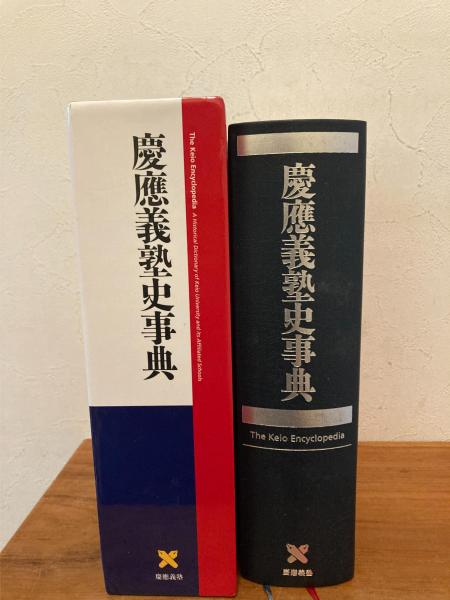 慶應義塾史事典
The Keio Encyclopedia A Historical Dictionary of Keio University and its Affiliated Schools
慶應義塾
慶應義塾史事典
The Keio Encyclopedia
慶應義塾